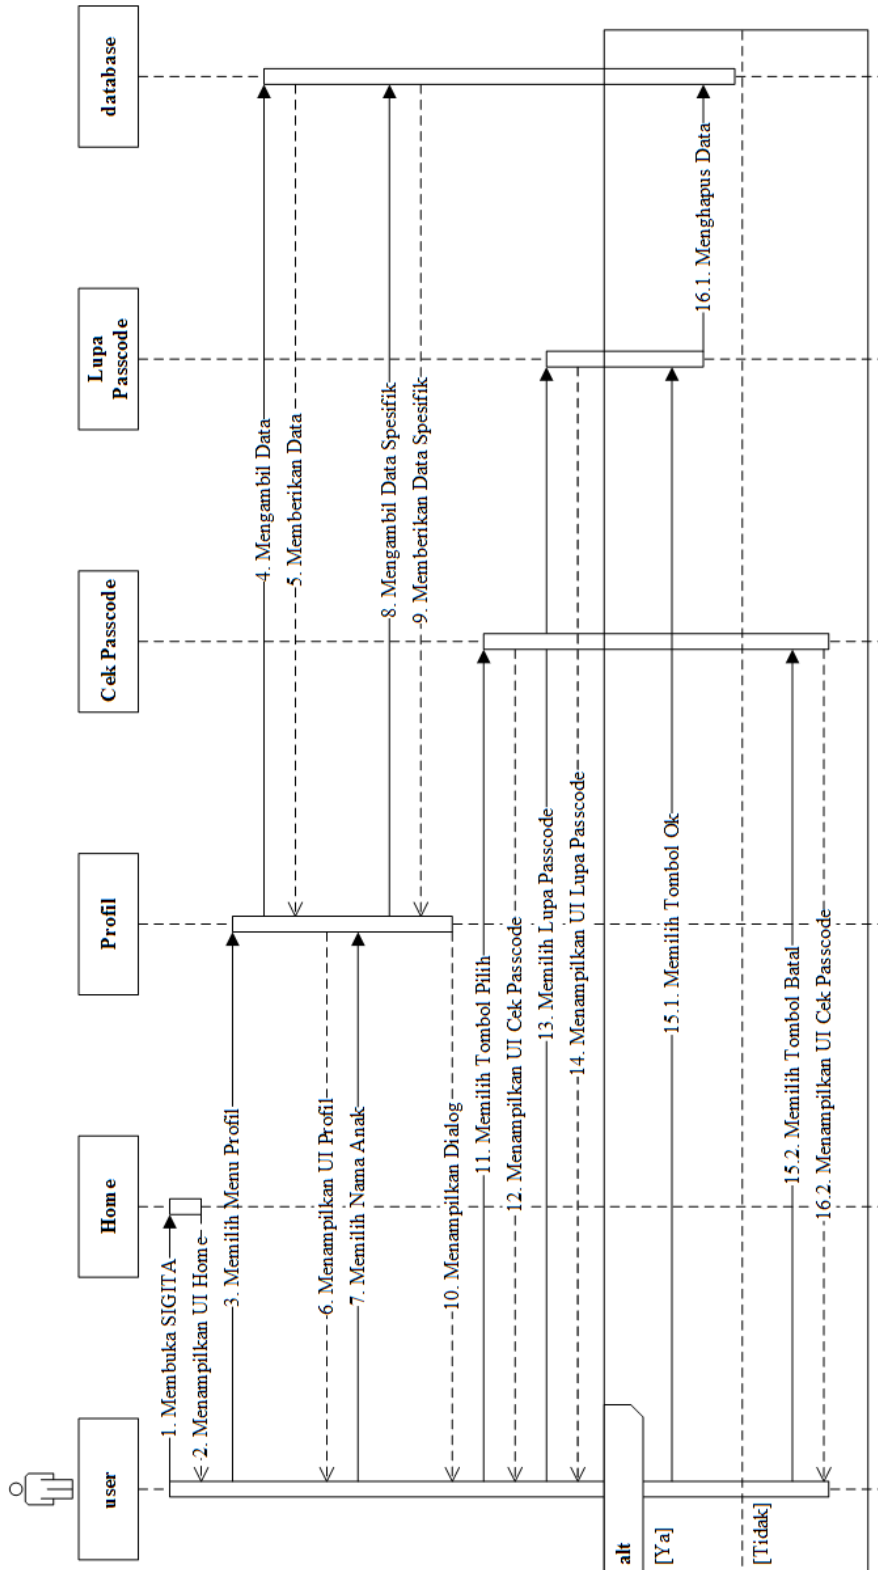 user
Home
Profil
Cek Passcode
Lupa
Passcode
database
1. Membuka SIGITA
2. Menampilkan UI Home
3. Memilih Menu Profil
4. Mengambil Data
5. Memberikan Data
6. Menampilkan UI Profil
7. Memilih Nama Anak
8. Mengambil Data Spesifik
9. Memberikan Data Spesifik
10. Menampilkan Dialog
11. Memilih Tombol Pilih
12. Menampilkan UI Cek Passcode
13. Memilih Lupa Passcode
14. Menampilkan UI Lupa Passcode
alt
[Ya]
15.1. Memilih Tombol Ok
16.1. Menghapus Data
[Tidak]
15.2. Memilih Tombol Batal
16.2. Menampilkan UI Cek Passcode